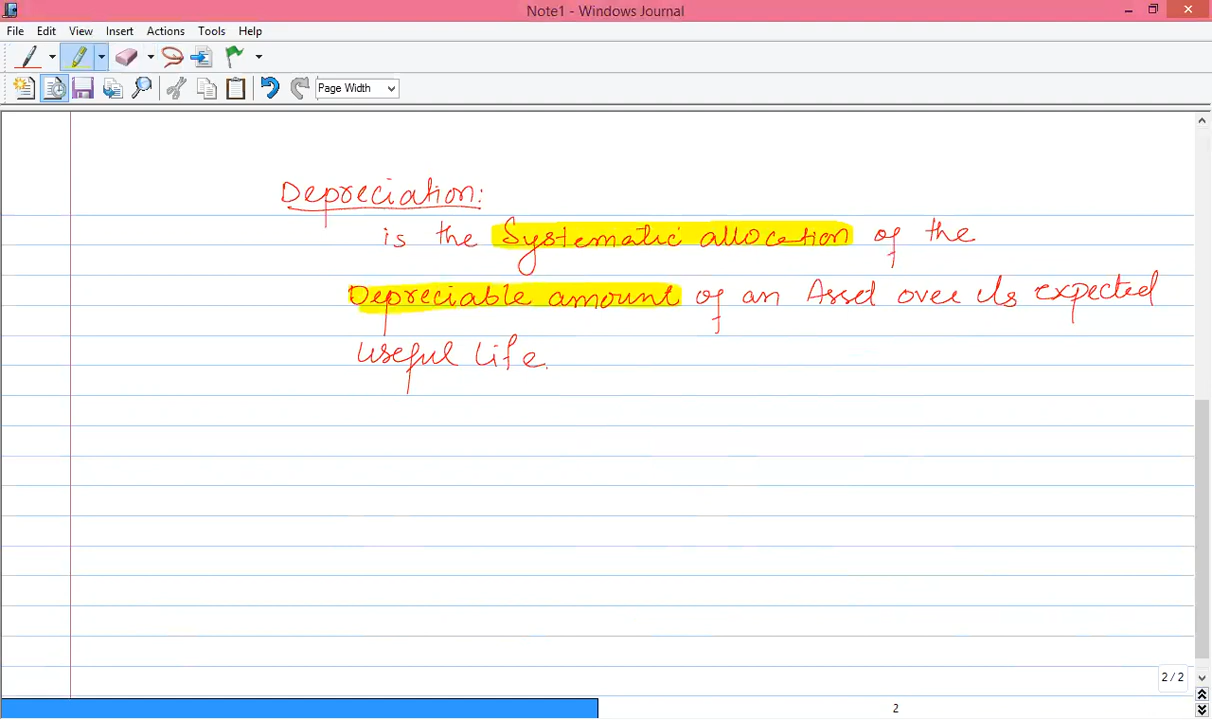 Note1 - Windows Journal
File Edit View Insert Actions Tools Help
Page Width
Depreciation:
is the Systematic allocation of the
Depreciable amount of an Asset over its expected
useful life.
2 / 2
2